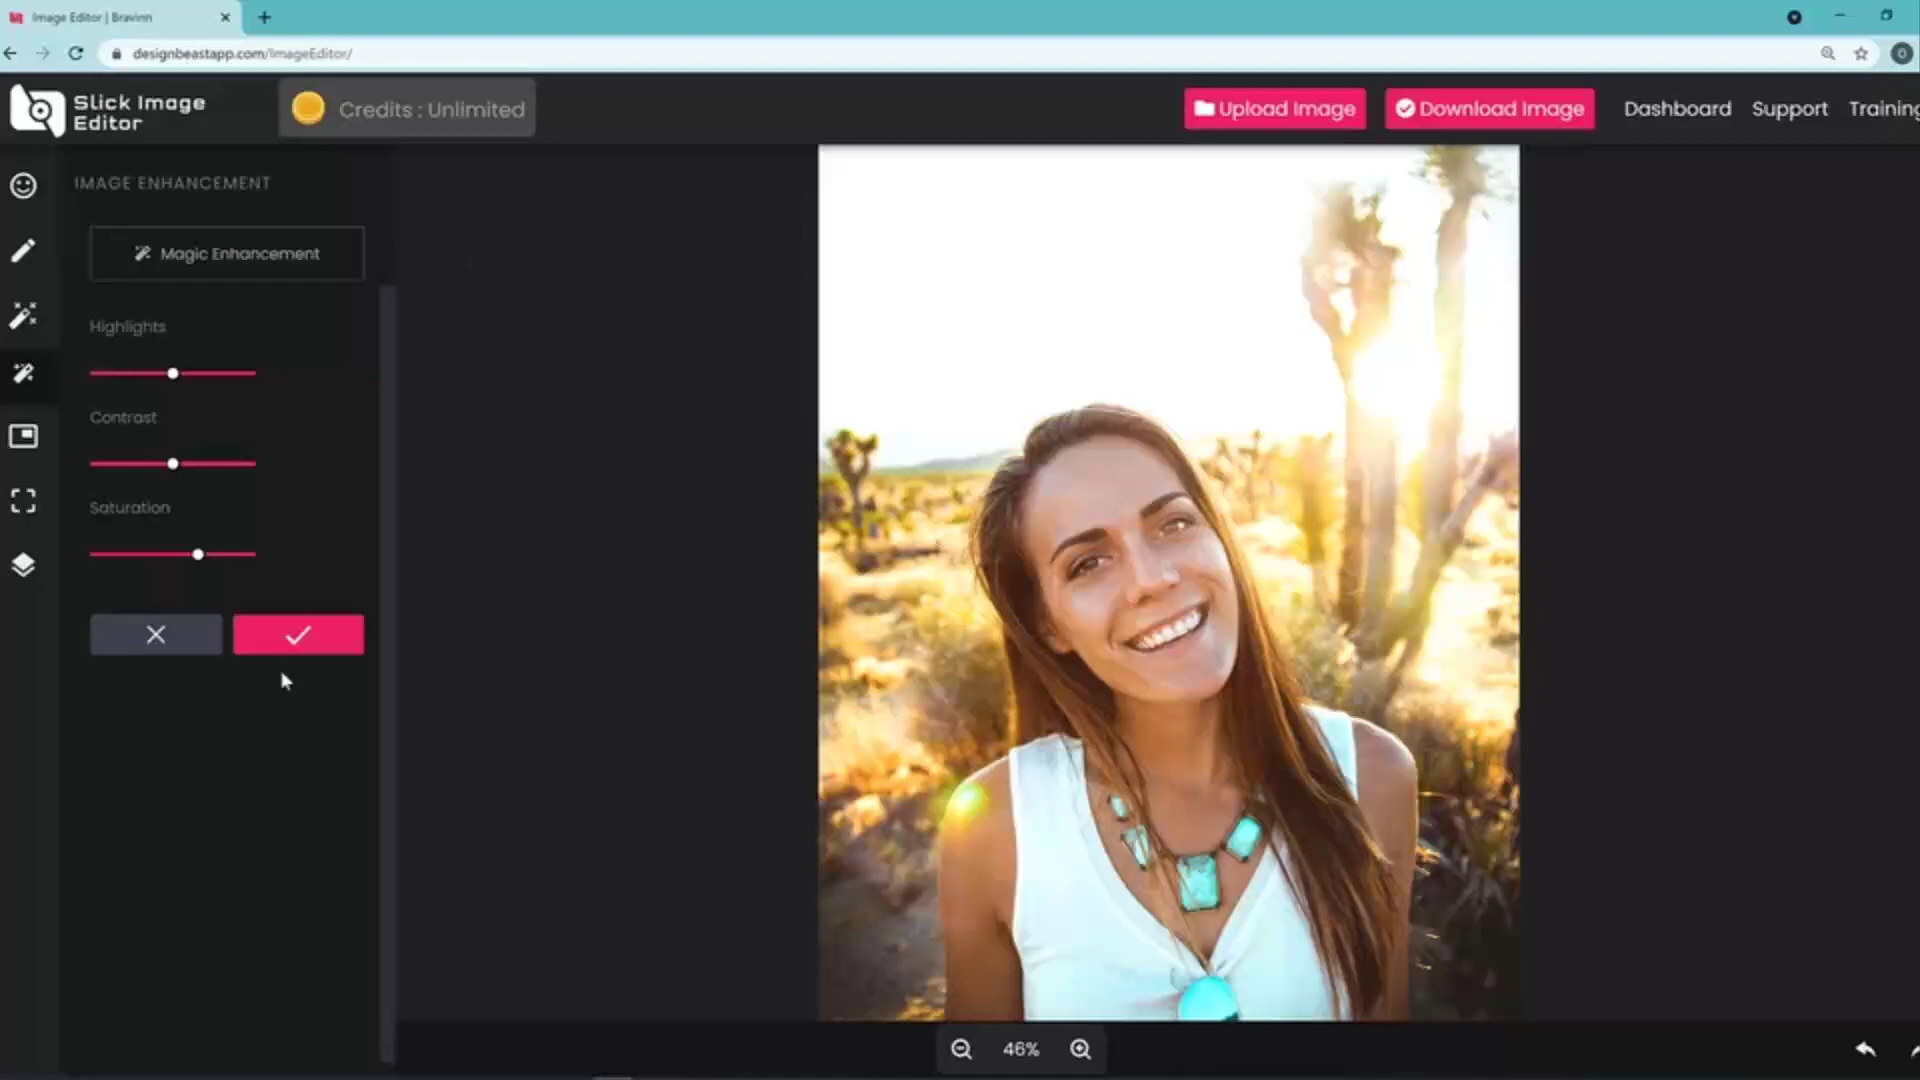 Image Editor | Bravinn
designbeastapp.com/ImageEditor/
Slick Image
Editor
Credits : Unlimited
Upload Image
Download Image
Dashboard
Support
Training
IMAGE ENHANCEMENT
Magic Enhancement
Highlights
Contrast
Saturation
46%